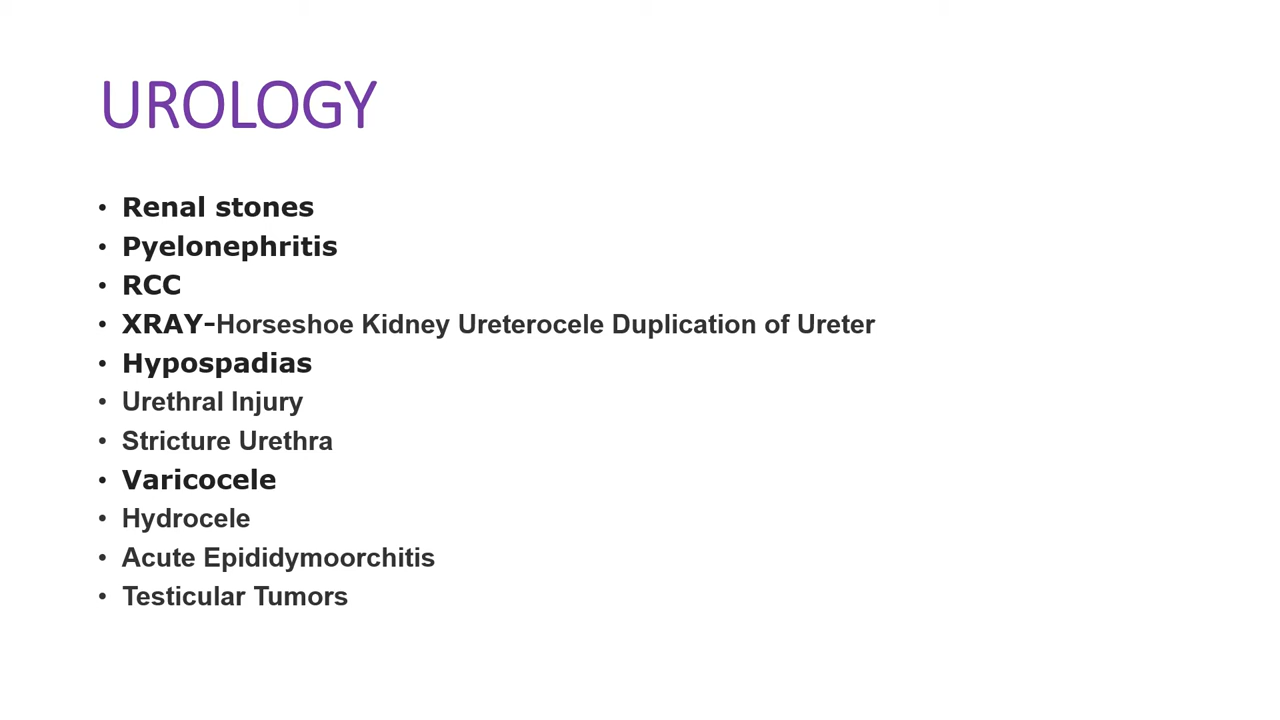 UROLOGY
• Renal stones
• Pyelonephritis
• RCC
• XRAY-Horseshoe Kidney Ureterocele Duplication of Ureter
• Hypospadias
• Urethral Injury
• Stricture Urethra
• Varicocele
• Hydrocele
• Acute Epididymoorchitis
• Testicular Tumors